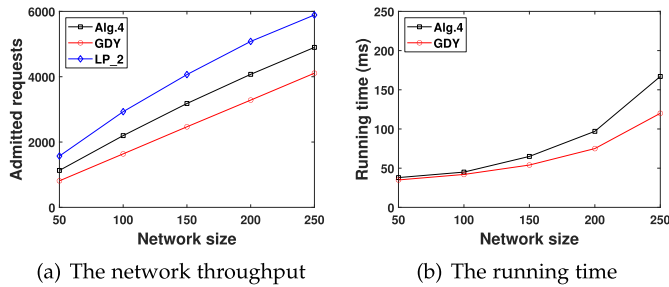 Alg.4
GDY
LP_2
6000
4000
2000
0
50 100 150 200 250
Admitted requests
Network size
(a) The network throughput
Alg.4
GDY
250
200
150
100
50
0
50 100 150 200 250
Running time (ms)
Network size
(b) The running time